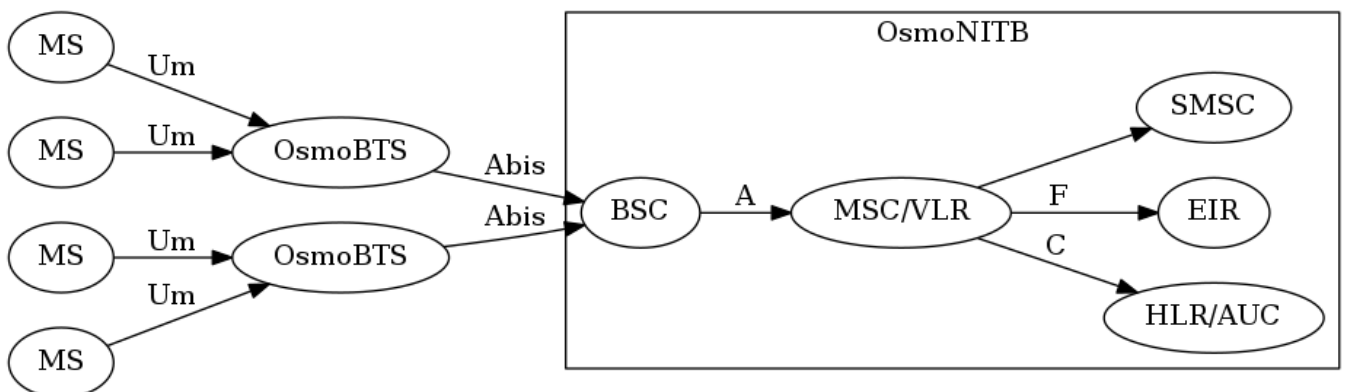 OsmoNITB
MS
Um
MS
Um
OsmoBTS
Abis
MS
Um
OsmoBTS
Abis
MS
Um
BSC
A
MSC/VLR
SMSC
F
EIR
C
HLR/AUC